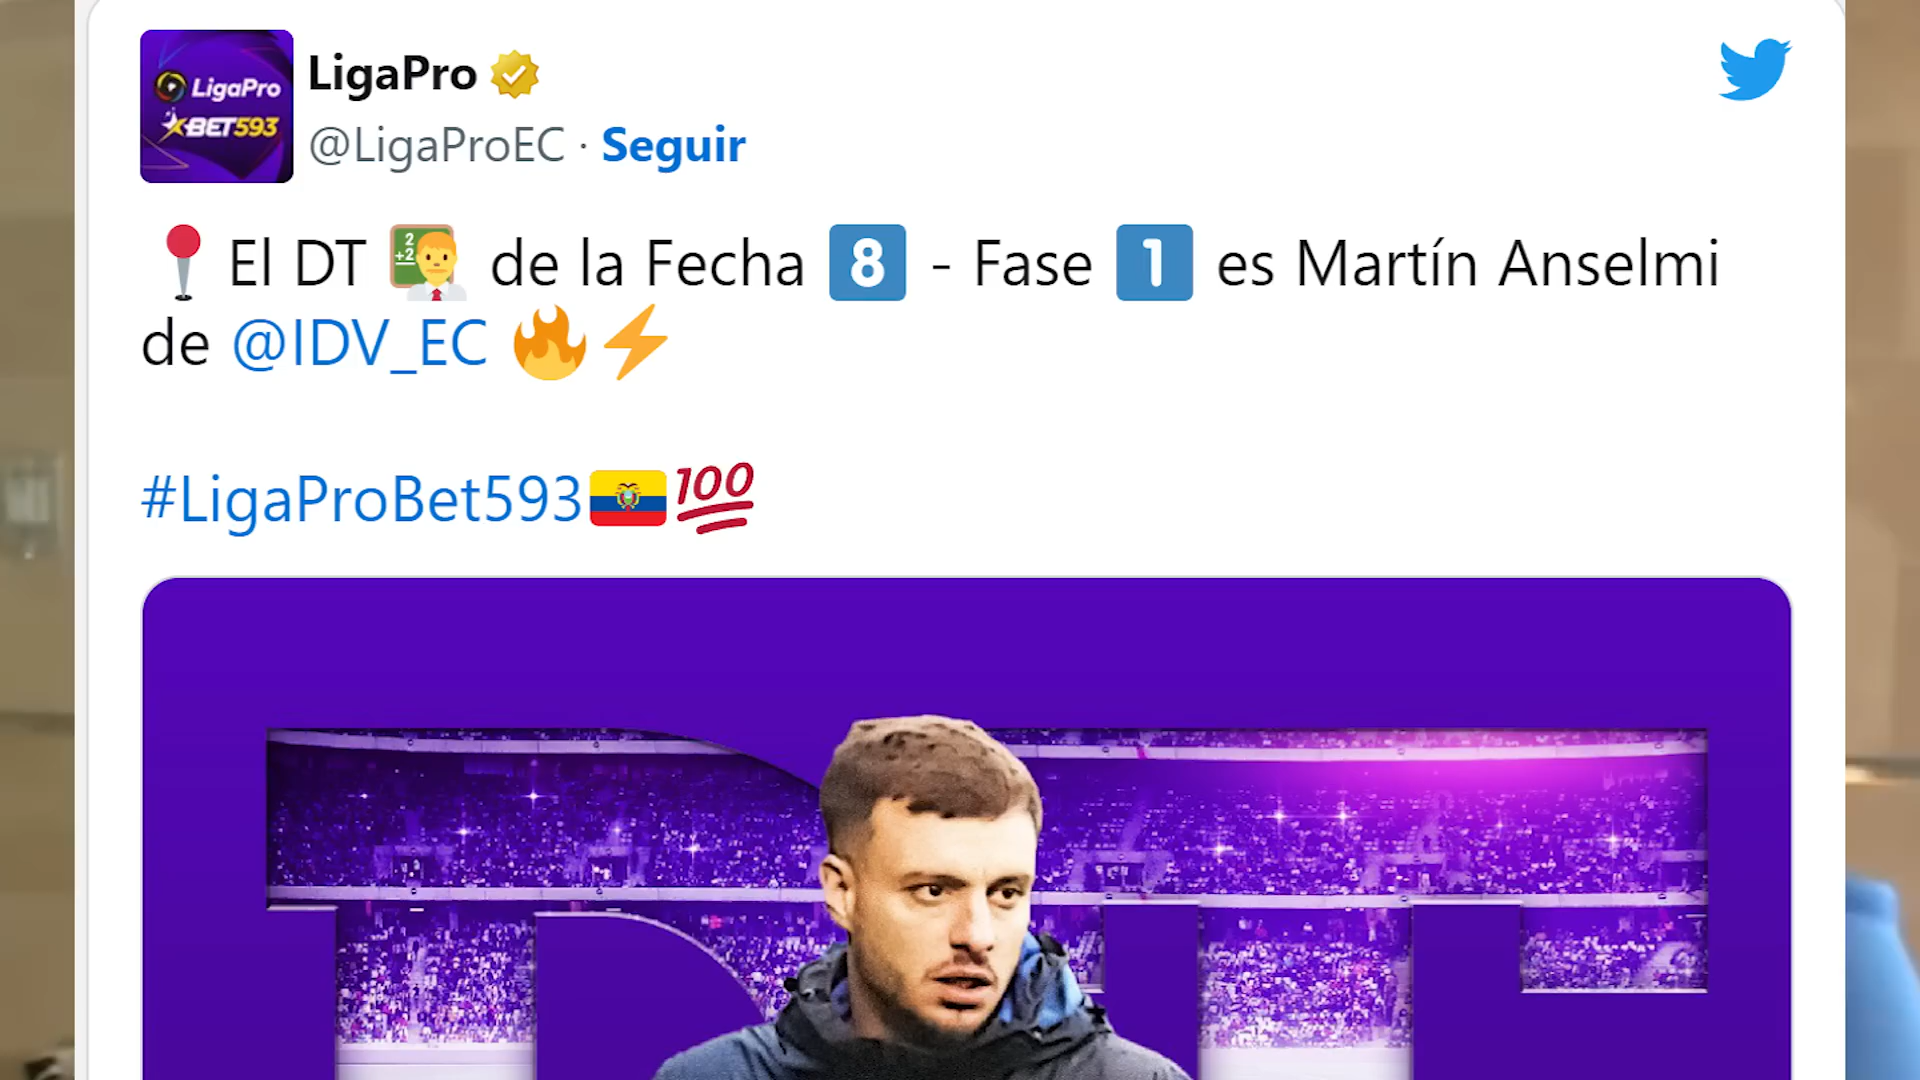 LigaPro
BET593
LigaPro
@LigaProEC · Seguir
El DT de la Fecha 8 - Fase 1 es Martín Anselmi
de @IDV_EC
#LigaProBet593 100
DT